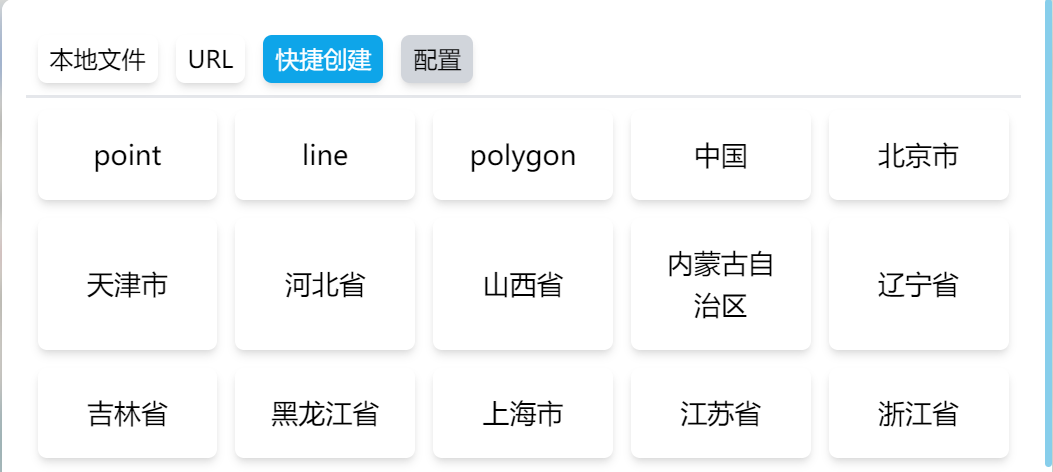 本地文件 URL 快捷创建 配置
point line polygon 中国 北京市
天津市 河北省 山西省 内蒙古自 辽宁省
治区
吉林省 黑龙江省 上海市 江苏省 浙江省